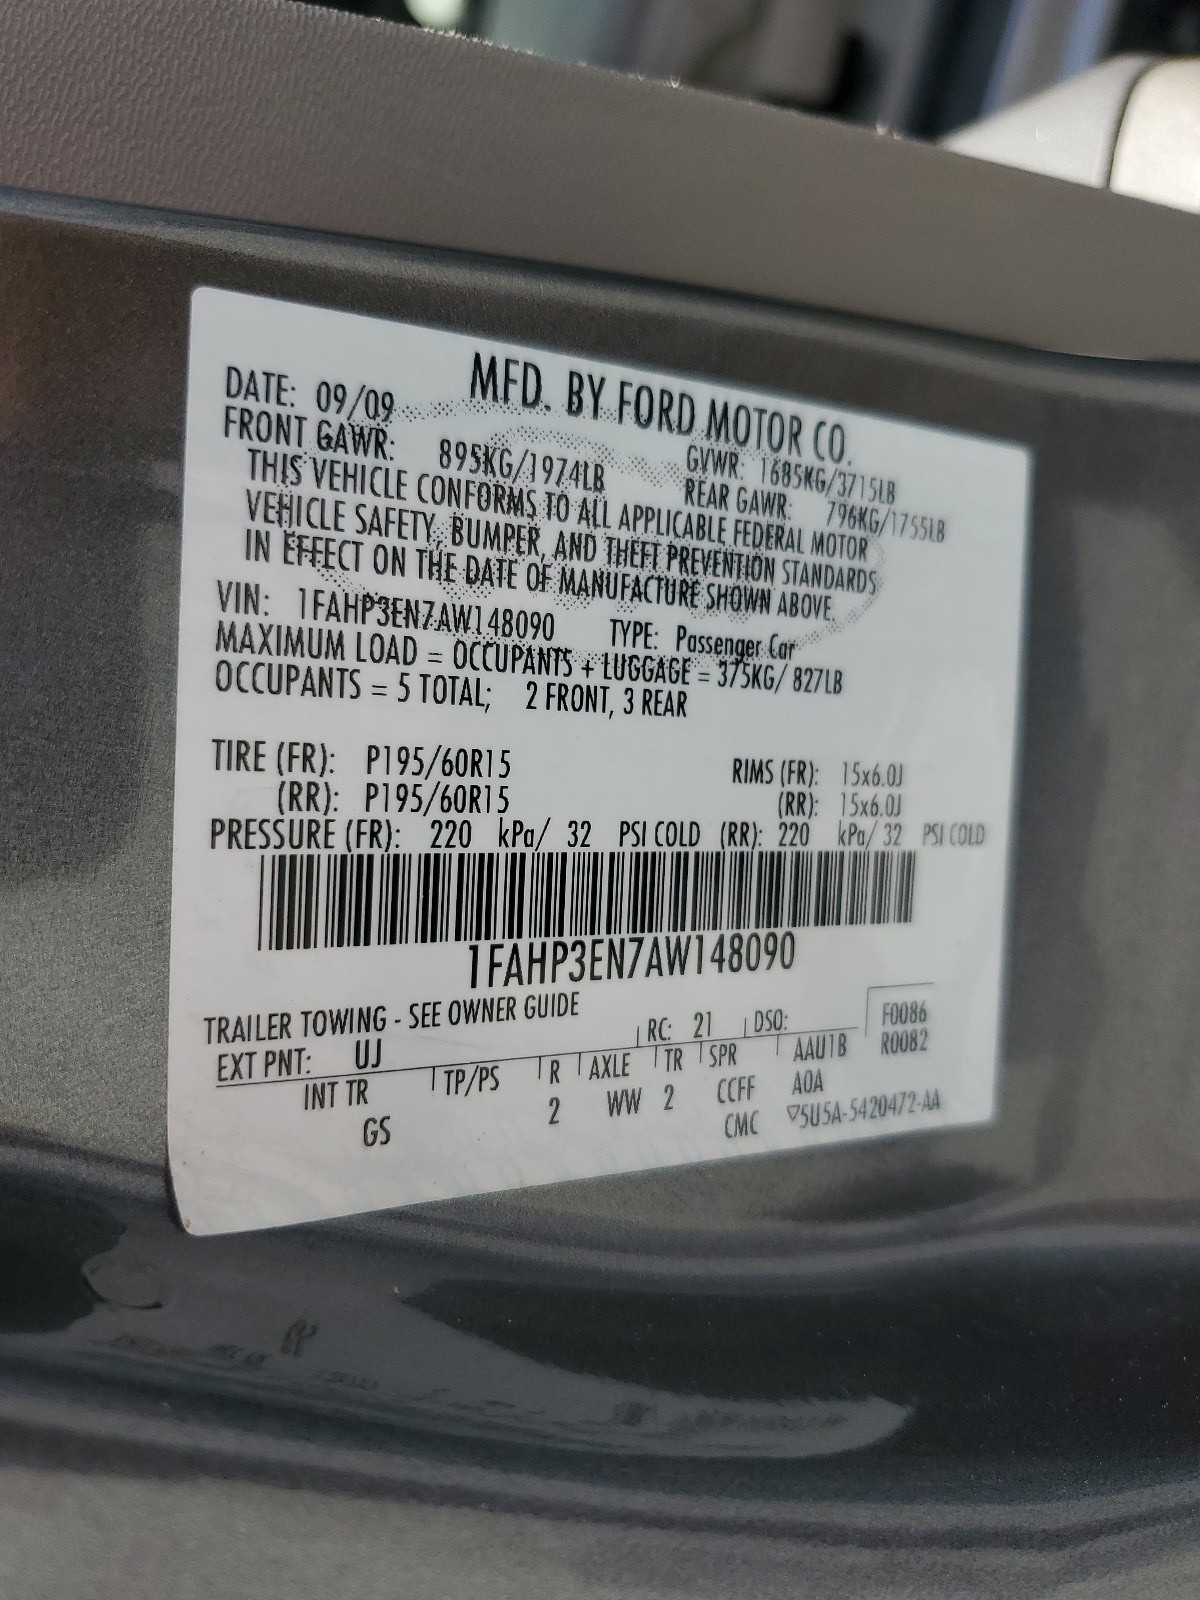 MFD. BY FORD MOTOR CO.
DATE: 09/09 GVWR: 1685KG/3715LB
FRONT GAWR: 895KG/1974LB REAR GAWR: 796KG/1755LB
THIS VEHICLE CONFORMS TO ALL APPLICABLE FEDERAL MOTOR
VEHICLE SAFETY, BUMPER, AND THEFT PREVENTION STANDARDS
IN EFFECT ON THE DATE OF MANUFACTURE SHOWN ABOVE.
VIN: 1FAHP3EN7AW148090 TYPE: Passenger Car
MAXIMUM LOAD = OCCUPANTS + LUGGAGE = 375KG/ 827LB
OCCUPANTS = 5 TOTAL; 2 FRONT, 3 REAR
TIRE (FR): P195/60R15 RIMS (FR): 15x6.0J
(RR): P195/60R15 (RR): 15x6.0J
PRESSURE (FR): 220 kPa/ 32 PSI COLD (RR): 220 kPa/ 32 PSI COLD
1FAHP3EN7AW148090
TRAILER TOWING - SEE OWNER GUIDE F0086
EXT PNT: UJ RC: 21 DSO: R0082
INT TR TP/PS R AXLE TR SPR AAU1B
GS 2 WW 2 CCFF A0A
CMC ▽5U5A-5420472-AA